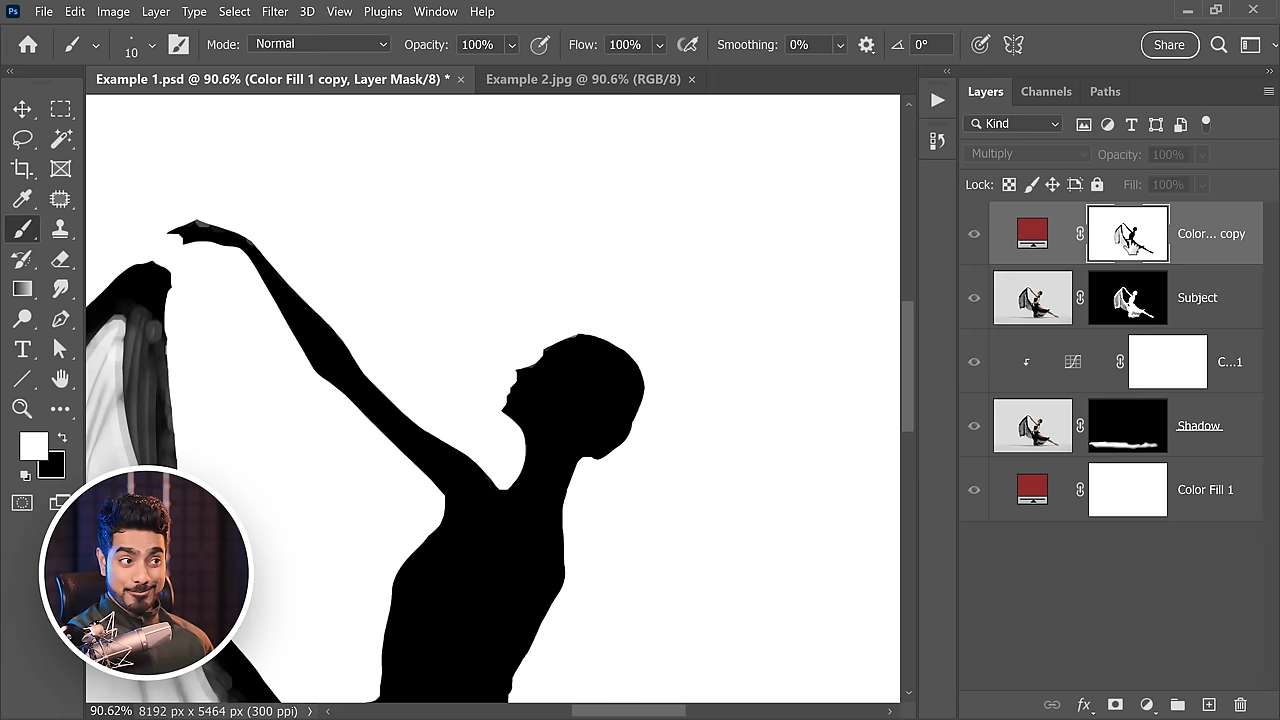 Ps File Edit Image Layer Type Select Filter 3D View Plugins Window Help
10 Mode: Normal Opacity: 100% Flow: 100% Smoothing: 0% 0° Share
Example 1.psd @ 90.6% (Color Fill 1 copy, Layer Mask/8) * × Example 2.jpg @ 90.6% (RGB/8) ×
Layers Channels Paths
Kind
Multiply Opacity: 100%
Lock: Fill: 100%
Color... copy
Subject
C...1
Shadow
Color Fill 1
90.62% 8192 px x 5464 px (300 ppi)
fx